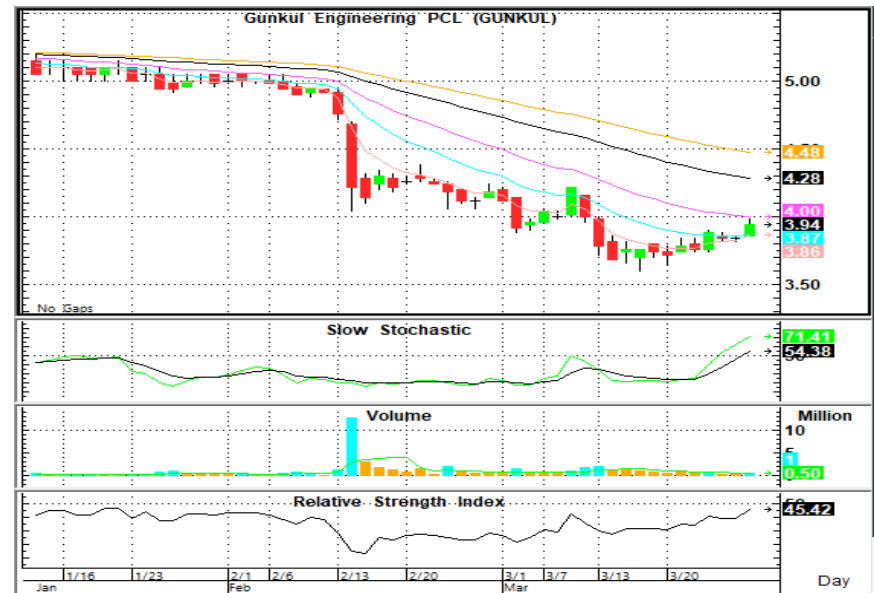 Gunkul Engineering PCL (GUNKUL)
5.00
4.48
4.28
4.00
3.94
3.87
3.86
3.50
No Gaps
Slow Stochastic
71.41
54.38
Volume Million
10
1
0.50
Relative Strength Index
45.42
1/16 1/23 2/1 2/6 2/13 2/20 3/1 3/7 3/13 3/20
Jan Feb Mar Day